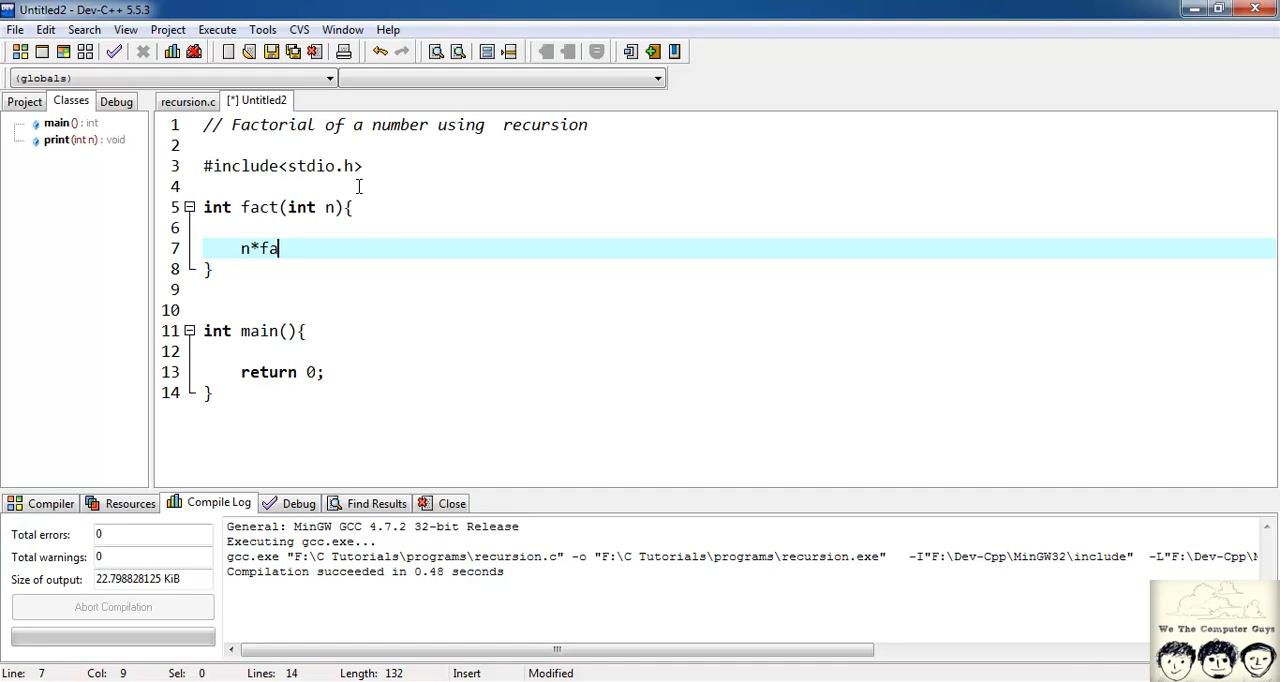 Untitled2 - Dev-C++ 5.5.3
File Edit Search View Project Execute Tools CVS Window Help
(globals)
Project Classes Debug recursion.c [*] Untitled2
main () : int
print (int n) : void
1 // Factorial of a number using  recursion
2
3 #include<stdio.h>
4
5 int fact(int n){
6
7 n*fa
8 }
9
10
11 int main(){
12
13 return 0;
14 }
Compiler Resources Compile Log Debug Find Results Close
Total errors: 0
Total warnings: 0
Size of output: 22.798828125 KiB
Abort Compilation
General: MinGW GCC 4.7.2 32-bit Release
Executing gcc.exe...
gcc.exe "F:\C Tutorials\programs\recursion.c" -o "F:\C Tutorials\programs\recursion.exe" -I"F:\Dev-Cpp\MinGW32\include" -L"F:\Dev-Cpp\M
Compilation succeeded in 0.48 seconds
We The Computer Guys
Line: 7 Col: 9 Sel: 0 Lines: 14 Length: 132 Insert Modified